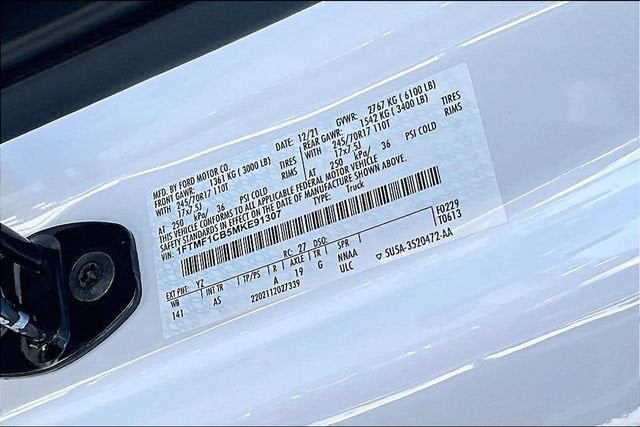 MFD. BY FORD MOTOR CO.
DATE: 12/21 GVWR: 2767 KG ( 6100 LB)
FRONT GAWR: 1361 KG ( 3000 LB) REAR GAWR: 1542 KG ( 3400 LB)
WITH 245/70R17 110T TIRES WITH 245/70R17 110T TIRES
17x7.5J RIMS 17x7.5J RIMS
AT 250 kPa/ 36 PSI COLD AT 250 kPa/ 36 PSI COLD
THIS VEHICLE CONFORMS TO ALL APPLICABLE FEDERAL MOTOR VEHICLE
SAFETY STANDARDS IN EFFECT ON THE DATE OF MANUFACTURE SHOWN ABOVE.
VIN: 1FTMF1CB5MKE91307 TYPE: Truck
F0229
T0613
EXT PNT: YZ RC: 27 DSO:
WB INT TR TP/PS R AXLE TR SPR
141 AS A 19 G NNAA
ULC
2202112027339
5U5A-3520472-AA